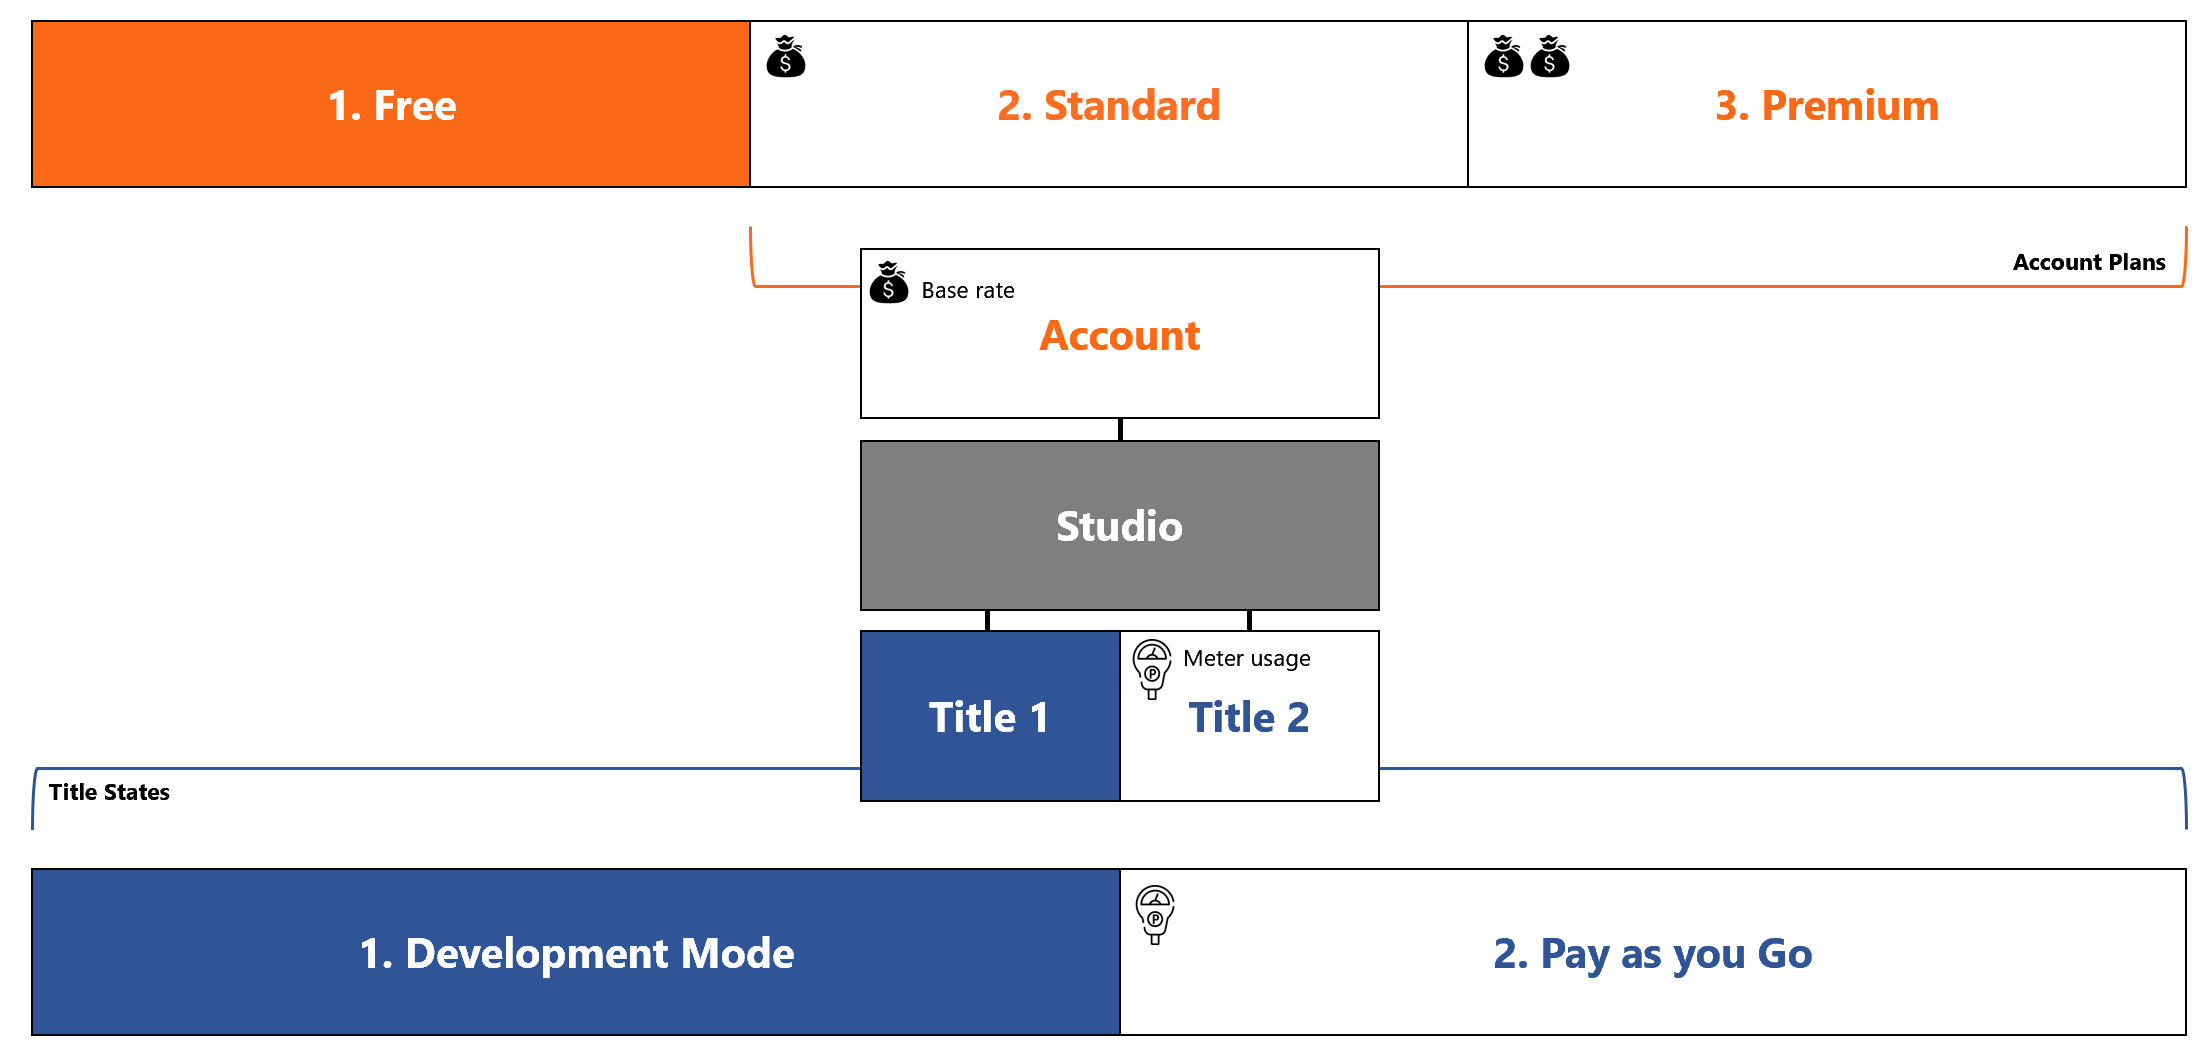 1. Free
2. Standard
3. Premium
Account Plans
Base rate
Account
Studio
Title 1
Meter usage
Title 2
Title States
1. Development Mode
2. Pay as you Go